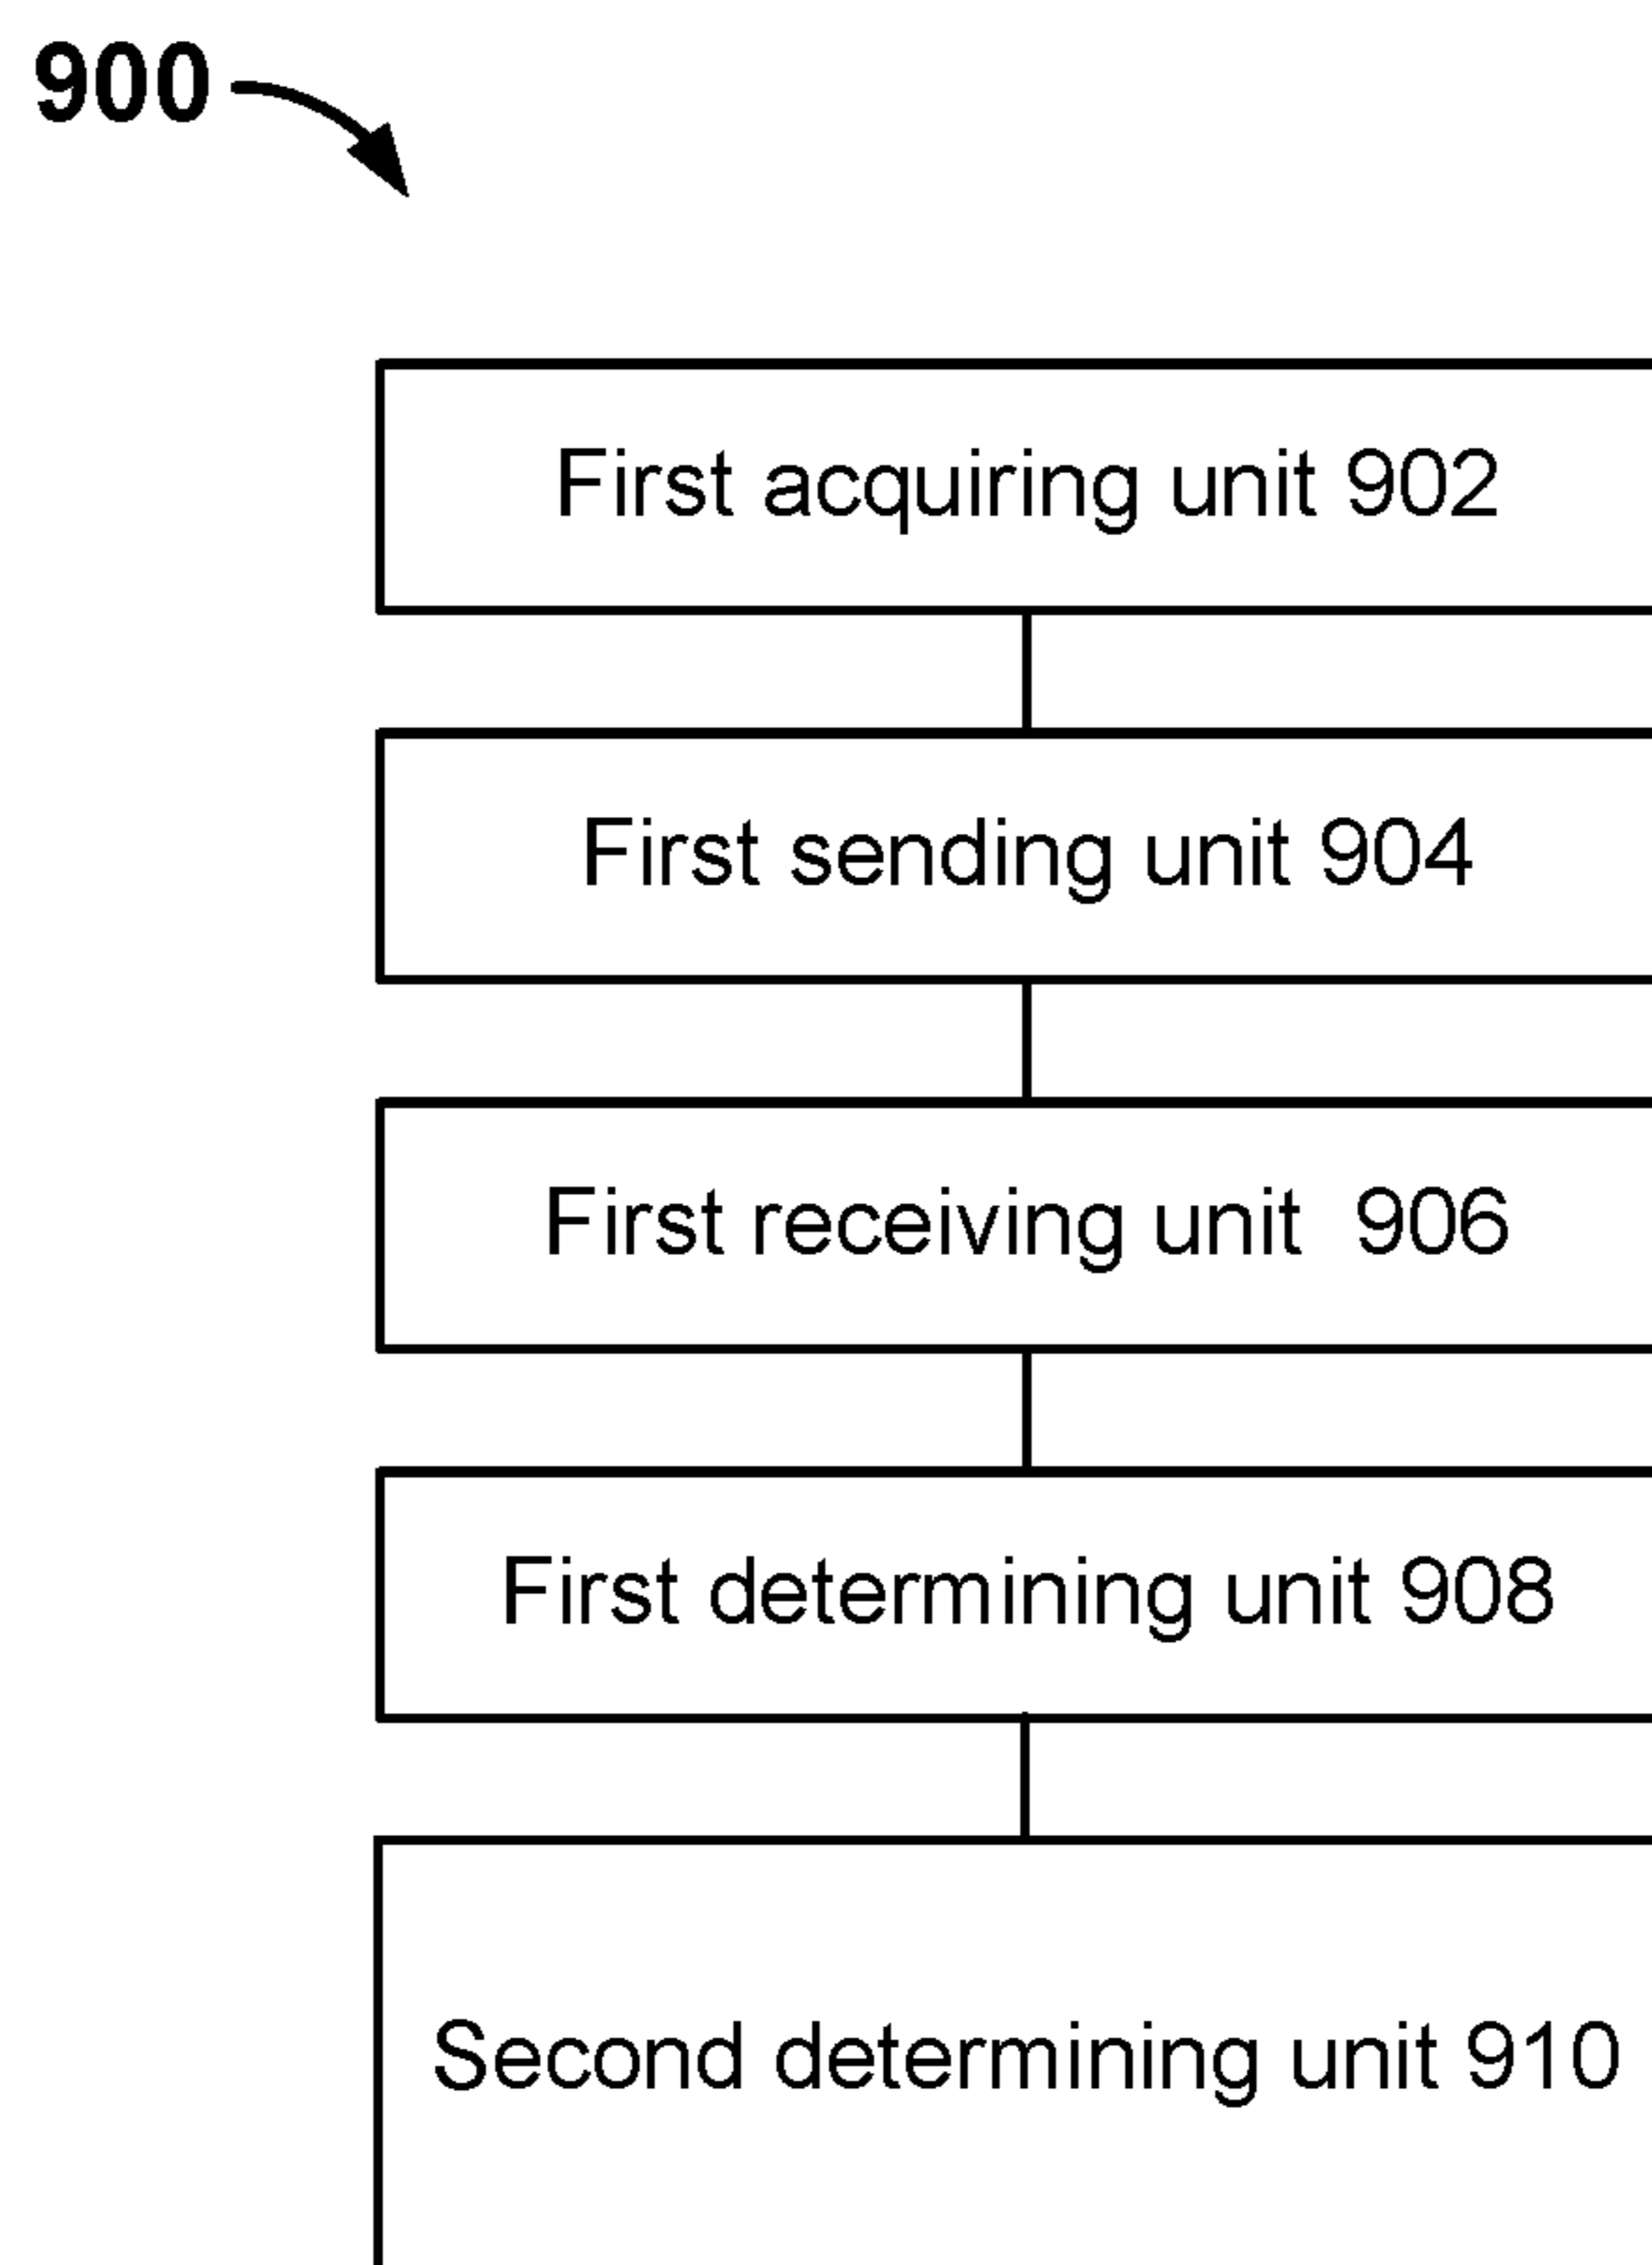 900
First acquiring unit 902
First sending unit 904
First receiving unit 906
First determining unit 908
Second determining unit 910